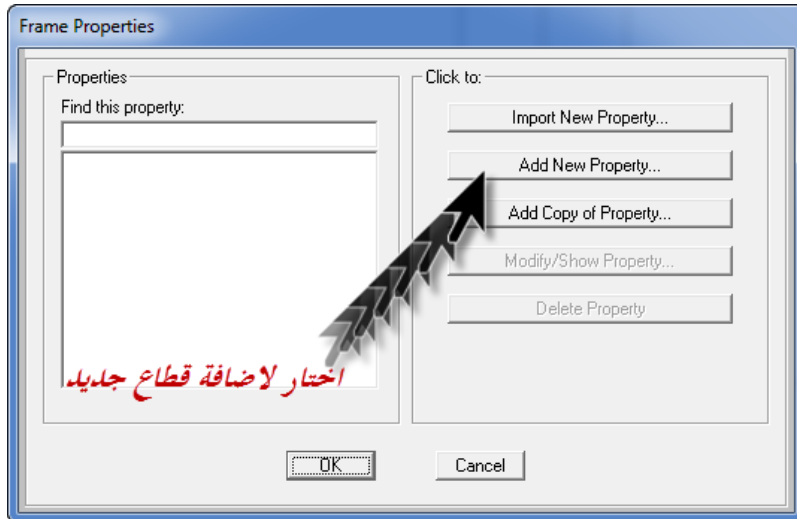 Frame Properties
Properties
Find this property:
Click to:
Import New Property...
Add New Property...
Add Copy of Property...
Modify/Show Property...
Delete Property
اختار لاضافة قطاع جديد
OK
Cancel